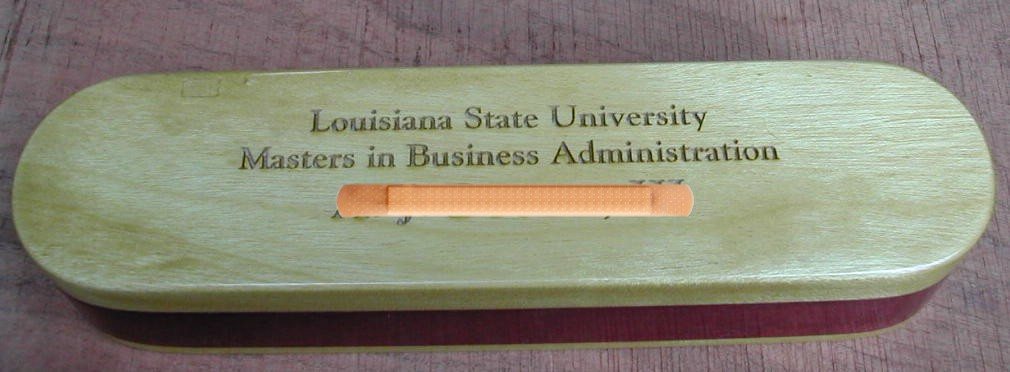 Louisiana State University
Masters in Business Administration